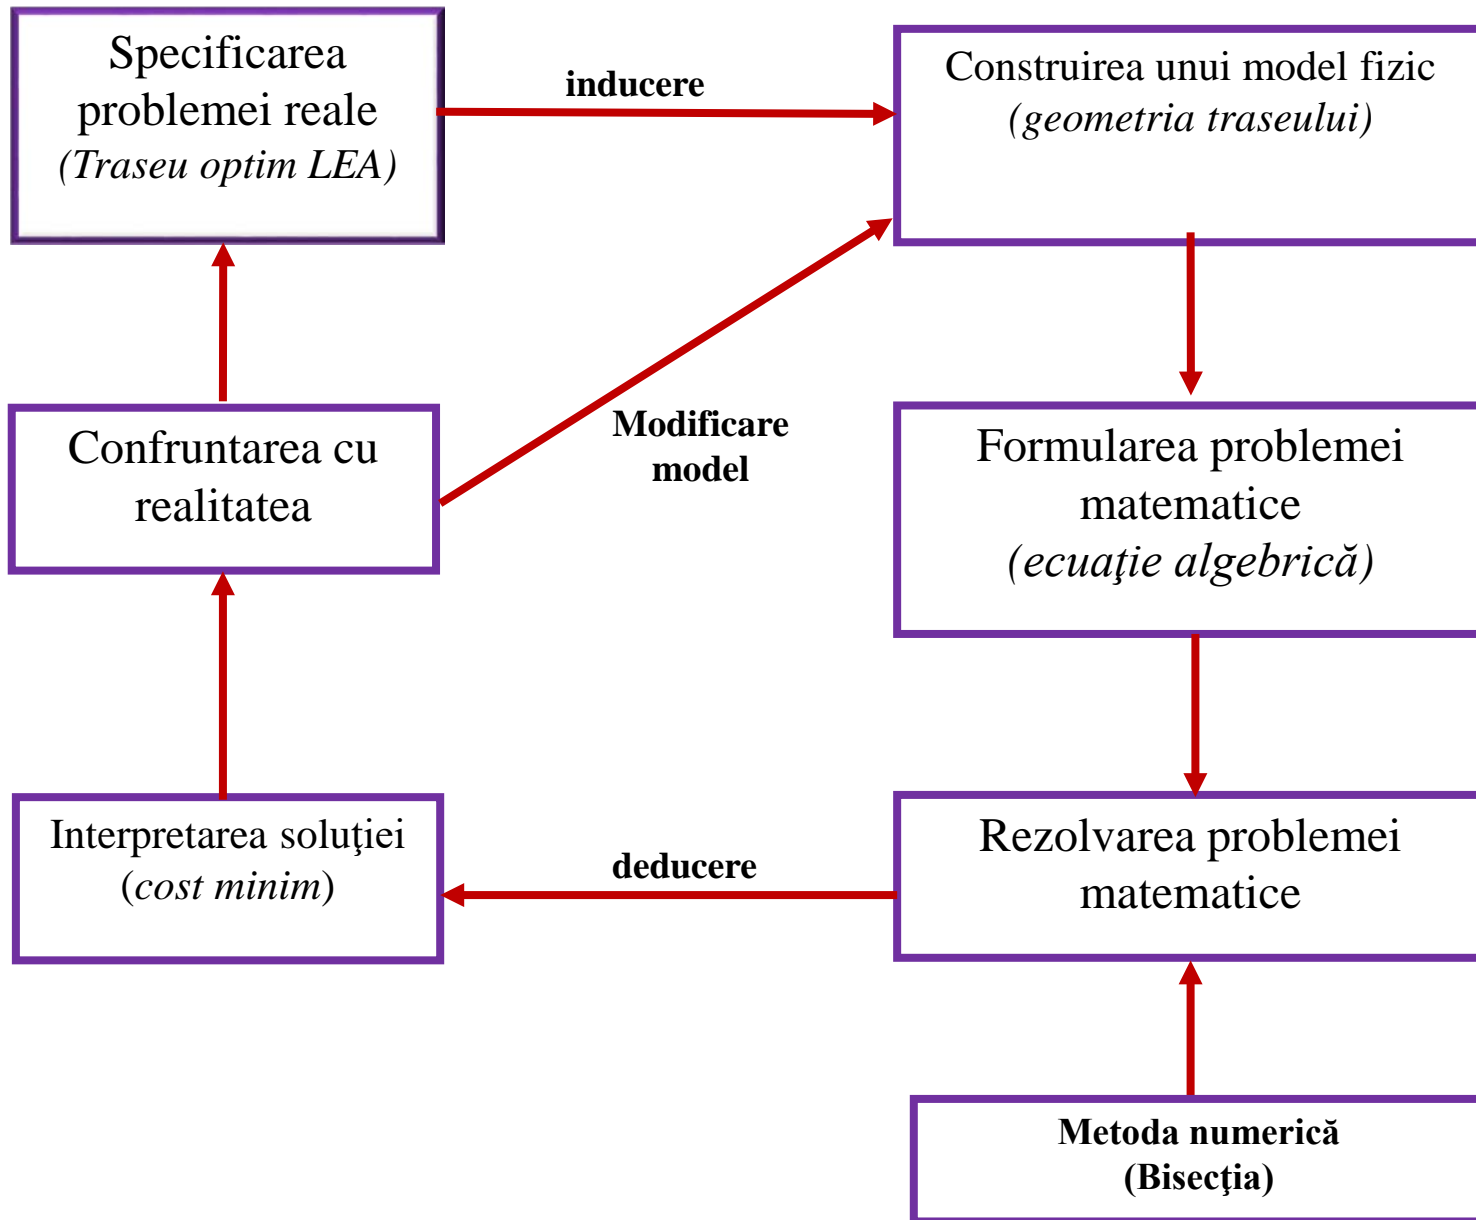 Specificarea
problemei reale
(Traseu optim LEA)
inducere
Construirea unui model fizic
(geometria traseului)
Confruntarea cu
realitatea
Modificare
model
Formularea problemei
matematice
(ecuaţie algebrică)
Interpretarea soluţiei
(cost minim)
deducere
Rezolvarea problemei
matematice
Metoda numerică
(Bisecţia)